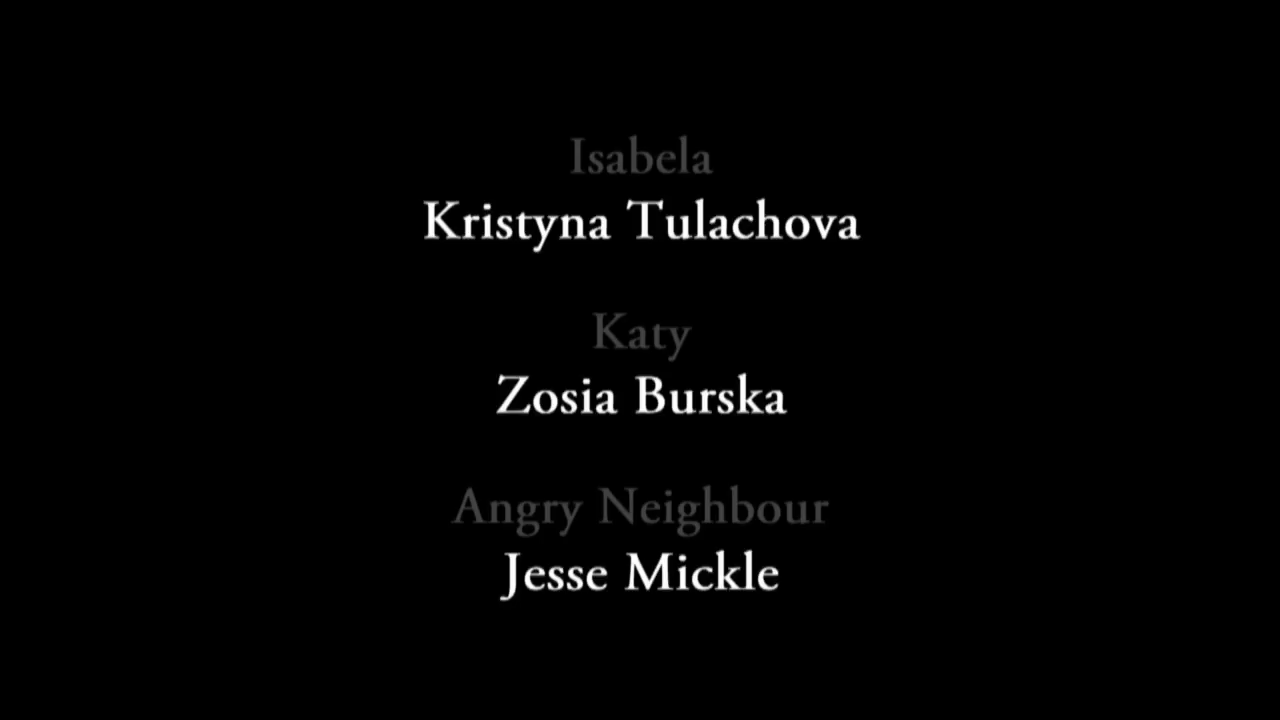 Isabela
Kristyna Tulachova
Katy
Zosia Burska
Angry Neighbour
Jesse Mickle